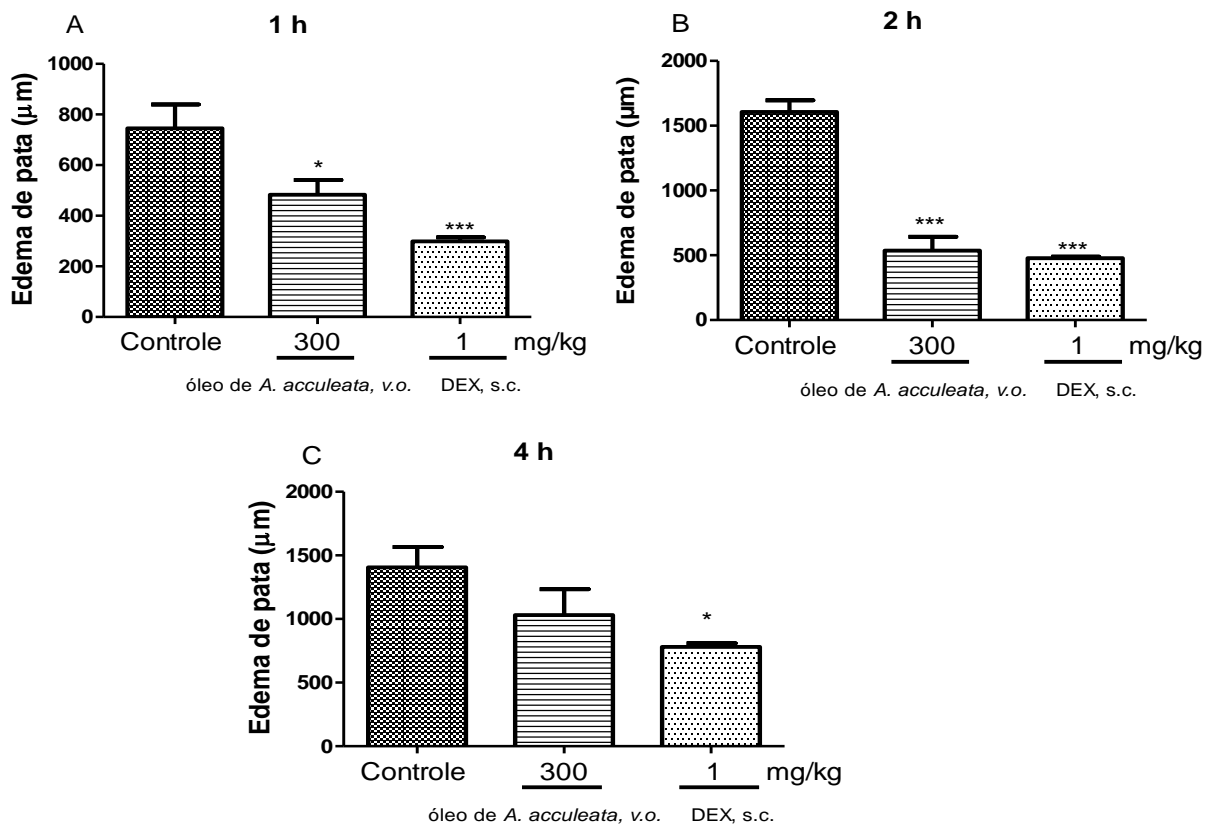 A
1 h
Edema de pata (µm)
1000
800
600
400
200
0
*
***
Controle 300 1 mg/kg
óleo de A. acculeata, v.o. DEX, s.c.
B
2 h
Edema de pata (µm)
2000
1500
1000
500
0
***
***
Controle 300 1 mg/kg
óleo de A. acculeata, v.o. DEX, s.c.
C
4 h
Edema de pata (µm)
2000
1500
1000
500
0
*
Controle 300 1 mg/kg
óleo de A. acculeata, v.o. DEX, s.c.